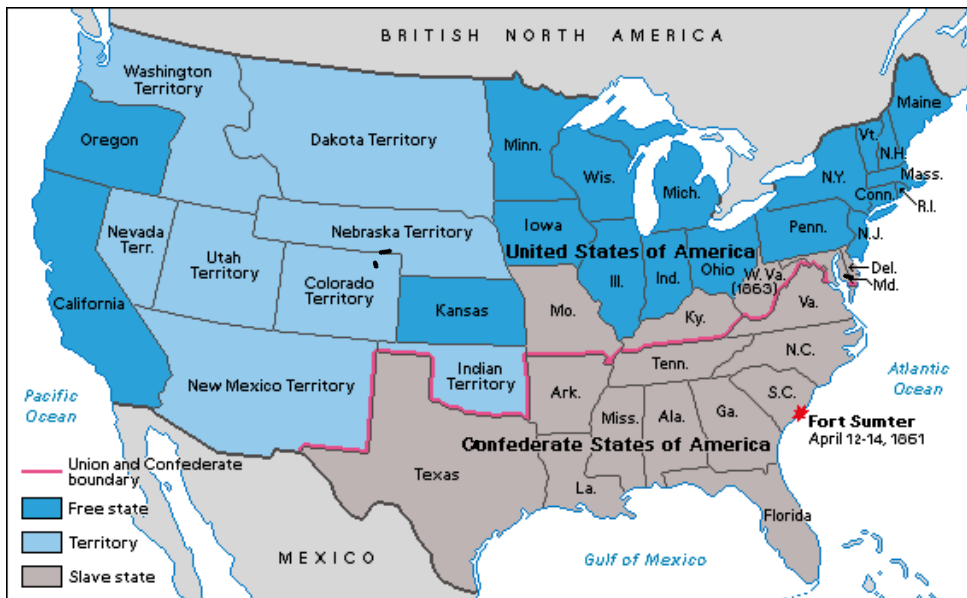 BRITISH NORTH AMERICA
Washington
Territory
Oregon
Dakota Territory
Minn.
Wis.
Mich.
Maine
Vt.
N.H.
N.Y.
Mass.
Conn.
R.I.
Nevada
Terr.
Utah
Territory
Nebraska Territory
Iowa
Penn.
N.J.
United States of America
California
Colorado
Territory
Kansas
Mo.
Ill.
Ind.
Ohio
W. Va.
(1863)
Del.
Md.
Va.
Ky.
New Mexico Territory
Indian
Territory
Ark.
Tenn.
N.C.
S.C.
Pacific
Ocean
Atlantic
Ocean
Miss.
Ala.
Ga.
Fort Sumter
April 12-14, 1861
Confederate States of America
Texas
La.
Florida
Union and Confederate
boundary
Free state
Territory
Slave state
MEXICO
Gulf of Mexico